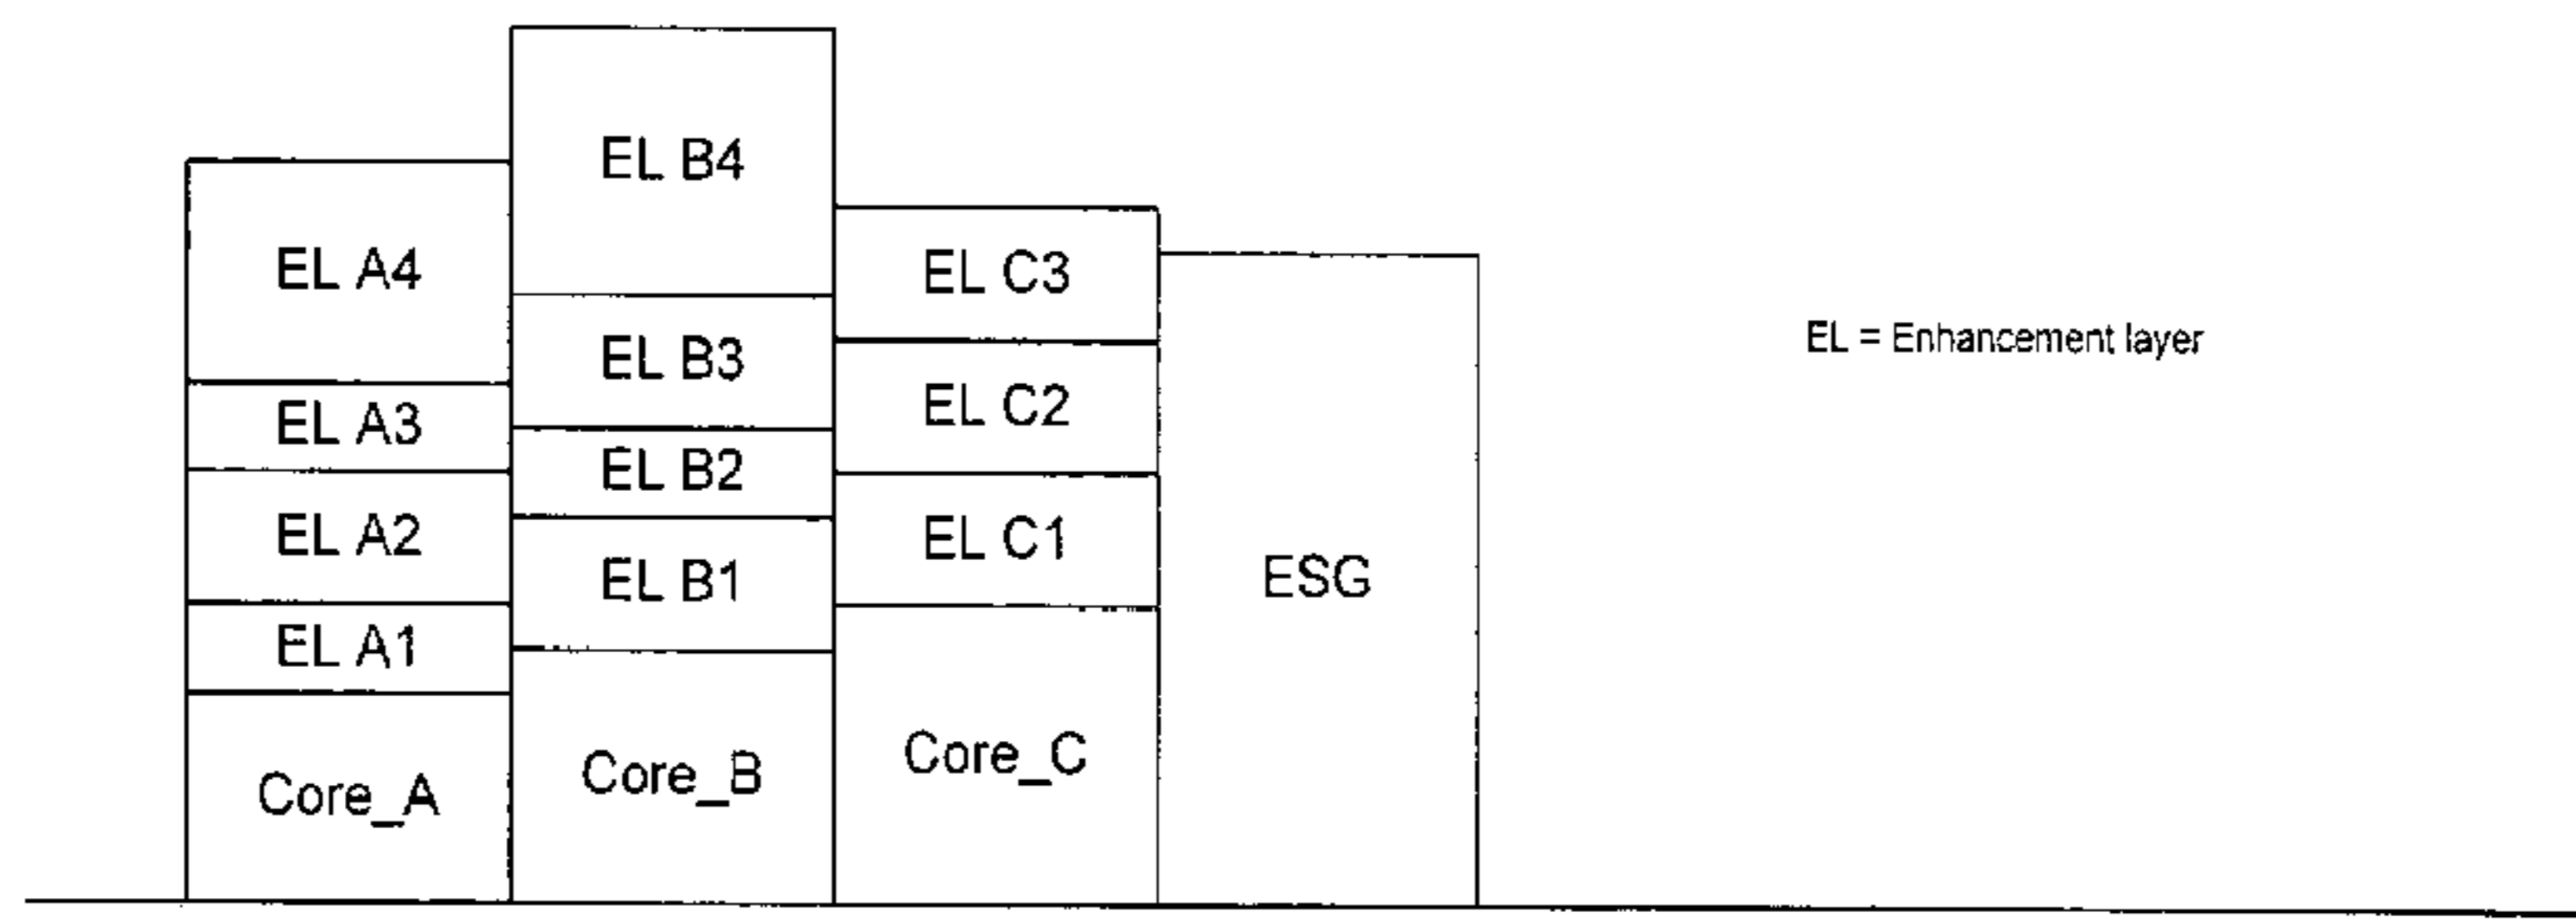 EL A4
EL A3
EL A2
EL A1
Core_A
EL B4
EL B3
EL B2
EL B1
Core_B
EL C3
EL C2
EL C1
Core_C
ESG
EL = Enhancement layer